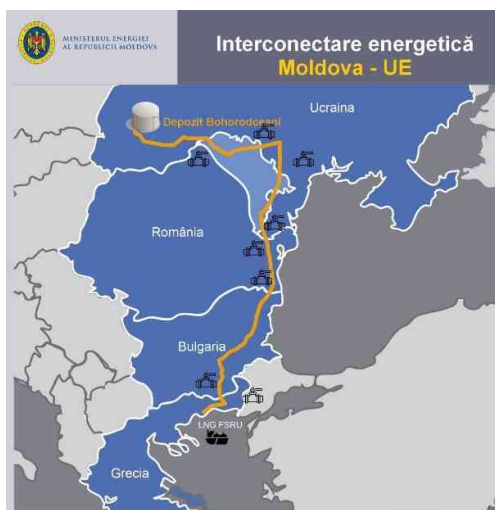 MINISTERUL ENERGIEI
AL REPUBLICII MOLDOVA
Interconectare energetică
Moldova - UE
Ucraina
Depozit Bohorodceani
România
Bulgaria
LNG FSRU
Grecia